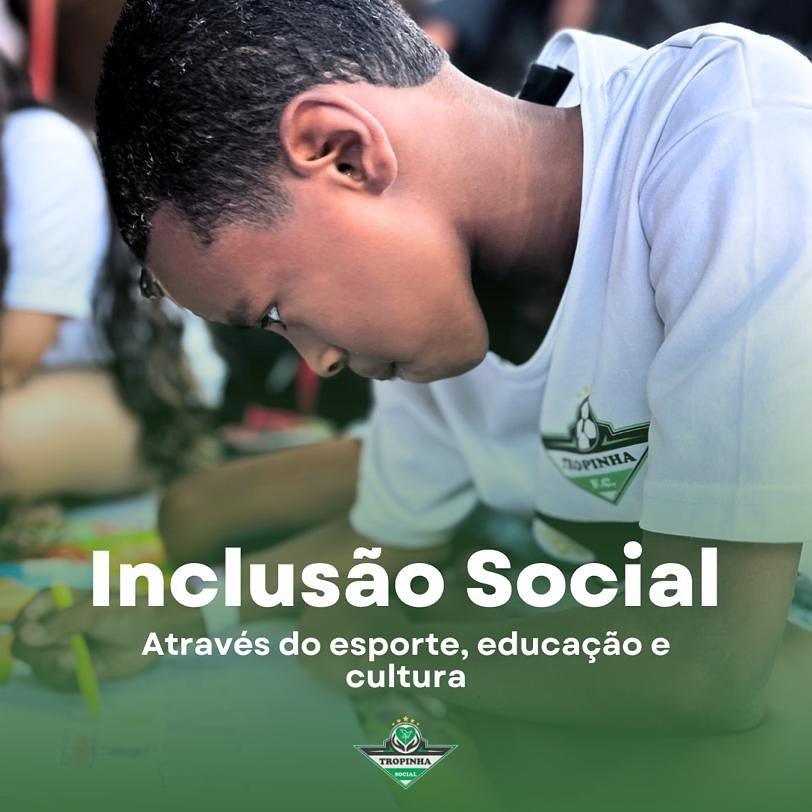 TROPINHA
F.C.
Inclusão Social
Através do esporte, educação e
cultura
TROPINHA
SOCIAL